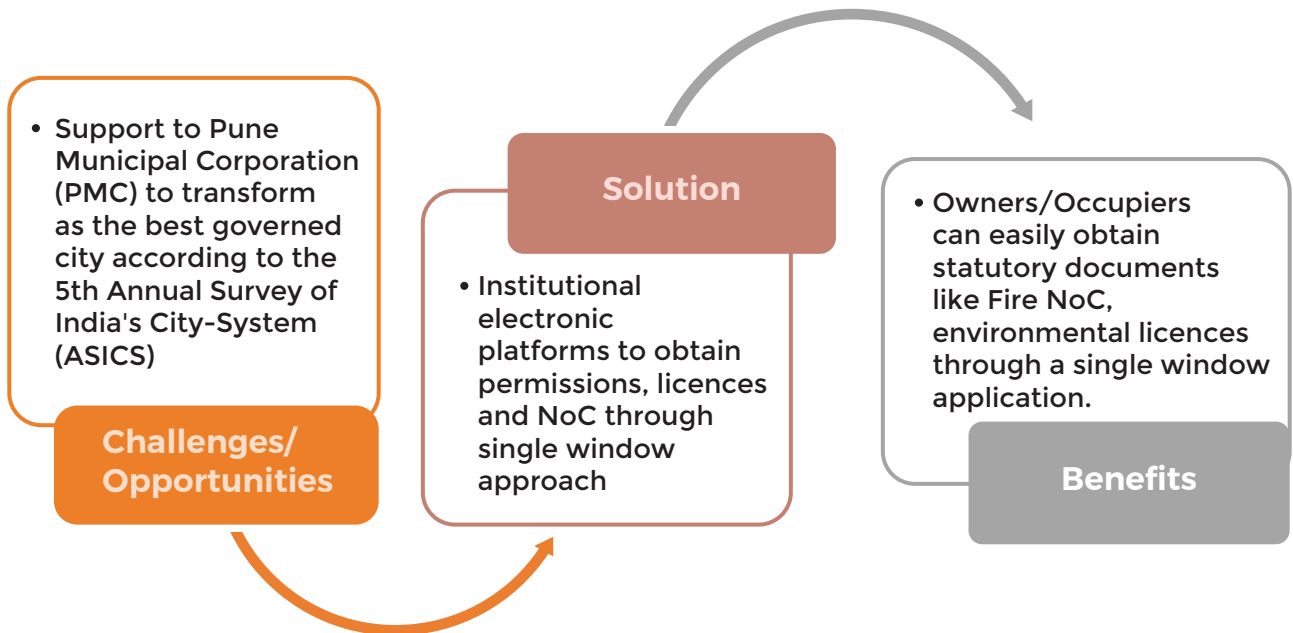 • Support to Pune
Municipal Corporation
(PMC) to transform
as the best governed
city according to the
5th Annual Survey of
India's City-System
(ASICS)
Challenges/
Opportunities
Solution
• Institutional
electronic
platforms to obtain
permissions, licences
and NoC through
single window
approach
• Owners/Occupiers
can easily obtain
statutory documents
like Fire NoC,
environmental licences
through a single window
application.
Benefits